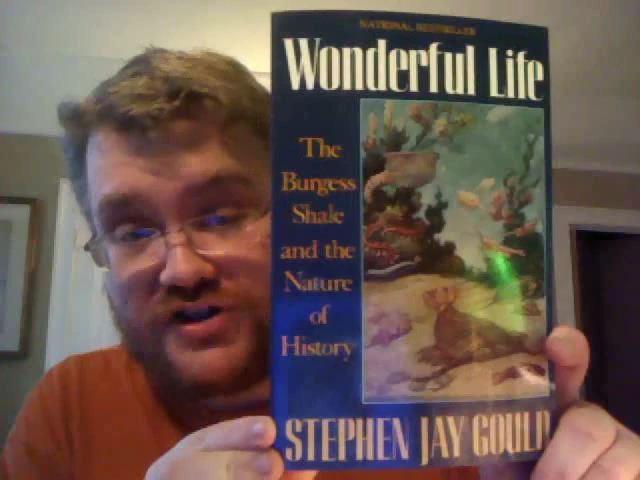 NATIONAL BESTSELLER
Wonderful Life
The
Burgess
Shale
and the
Nature
of
History
STEPHEN JAY GOULD